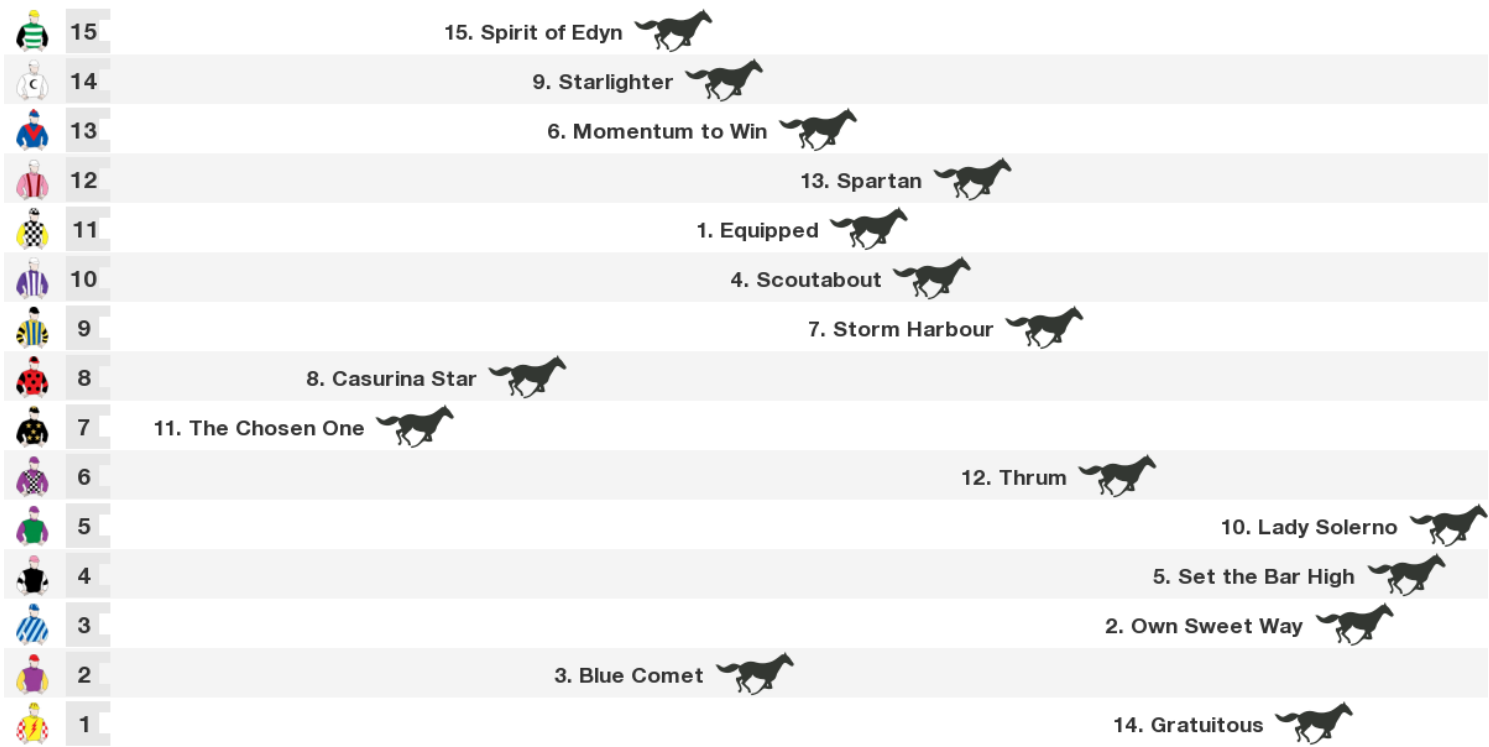 15 15. Spirit of Edyn
14 9. Starlighter
13 6. Momentum to Win
12 13. Spartan
11 1. Equipped
10 4. Scoutabout
9 7. Storm Harbour
8 8. Casurina Star
7 11. The Chosen One
6 12. Thrum
5 10. Lady Solerno
4 5. Set the Bar High
3 2. Own Sweet Way
2 3. Blue Comet
1 14. Gratuitous